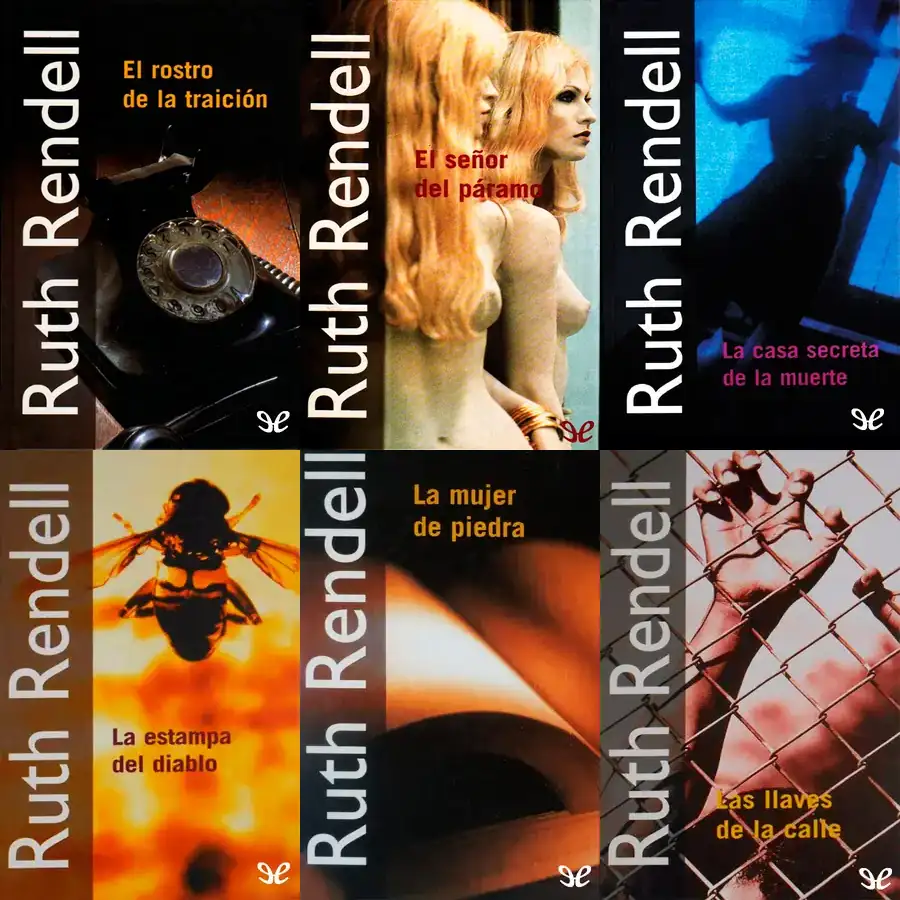 Ruth Rendell
El rostro
de la traición
Ruth Rendell
El señor
del páramo
Ruth Rendell
La casa secreta
de la muerte
Ruth Rendell
La estampa
del diablo
Ruth Rendell
La mujer
de piedra
Ruth Rendell
Las llaves
de la calle